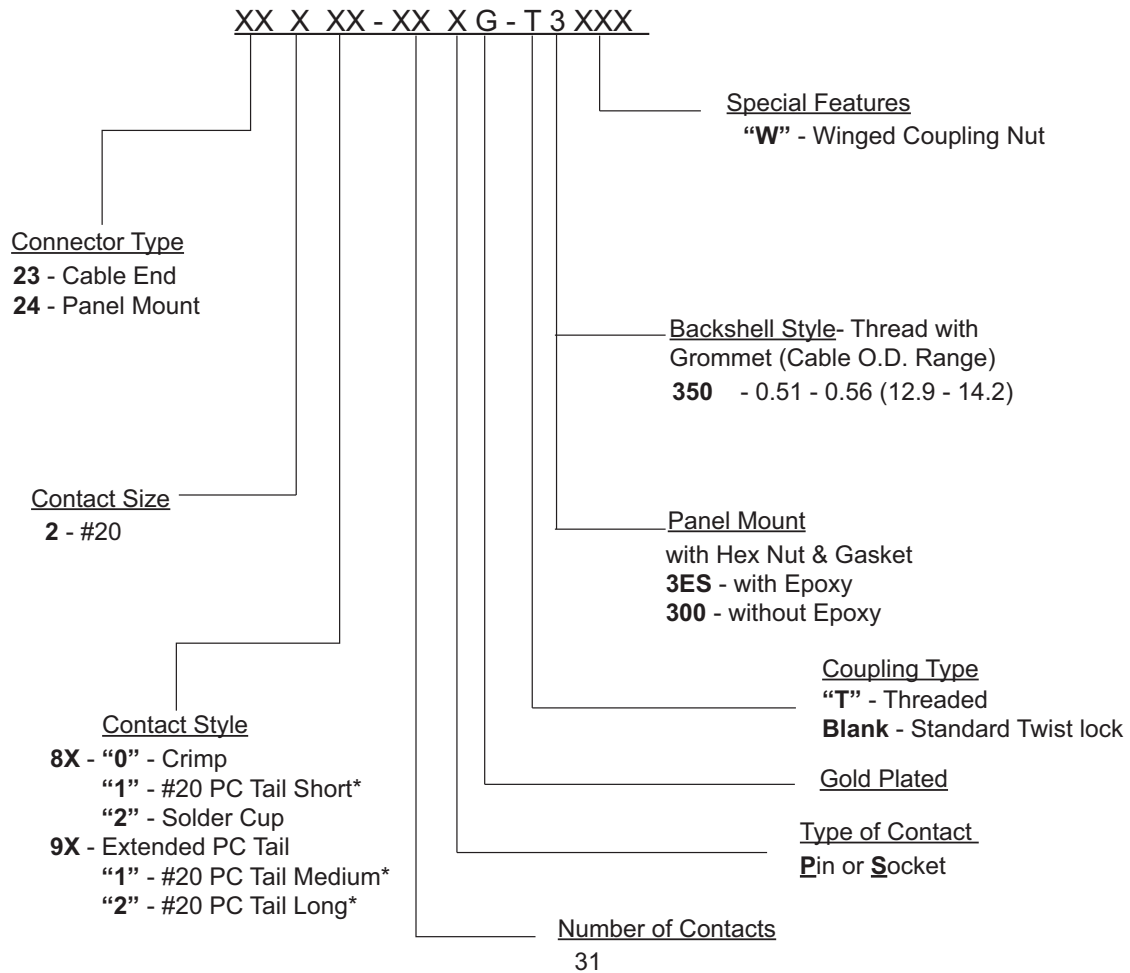 XX X XX - XX X G - T 3 XXX
Special Features
“W” - Winged Coupling Nut
Connector Type
23 - Cable End
24 - Panel Mount
Backshell Style- Thread with
Grommet (Cable O.D. Range)
350 - 0.51 - 0.56 (12.9 - 14.2)
Contact Size
2 - #20
Panel Mount
with Hex Nut & Gasket
3ES - with Epoxy
300 - without Epoxy
Coupling Type
“T” - Threaded
Blank - Standard Twist lock
Contact Style
8X - “0” - Crimp
“1” - #20 PC Tail Short*
“2” - Solder Cup
9X - Extended PC Tail
“1” - #20 PC Tail Medium*
“2” - #20 PC Tail Long*
Gold Plated
Type of Contact
Pin or Socket
Number of Contacts
31